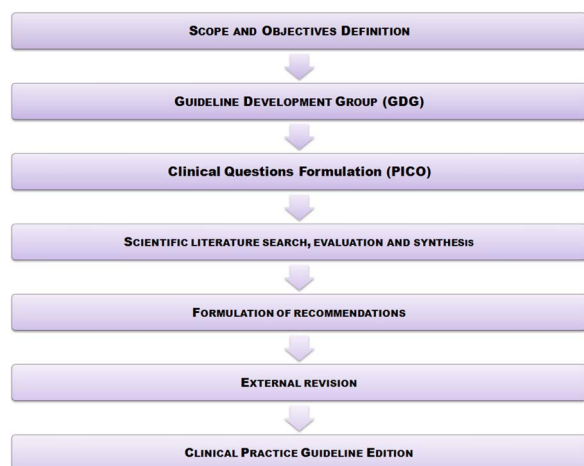 SCOPE AND OBJECTIVES DEFINITION
GUIDELINE DEVELOPMENT GROUP (GDG)
Clinical Questions Formulation (PICO)
SCIENTIFIC LITERATURE SEARCH, EVALUATION AND SYNTHESIS
FORMULATION OF RECOMMENDATIONS
EXTERNAL REVISION
CLINICAL PRACTICE GUIDELINE EDITION